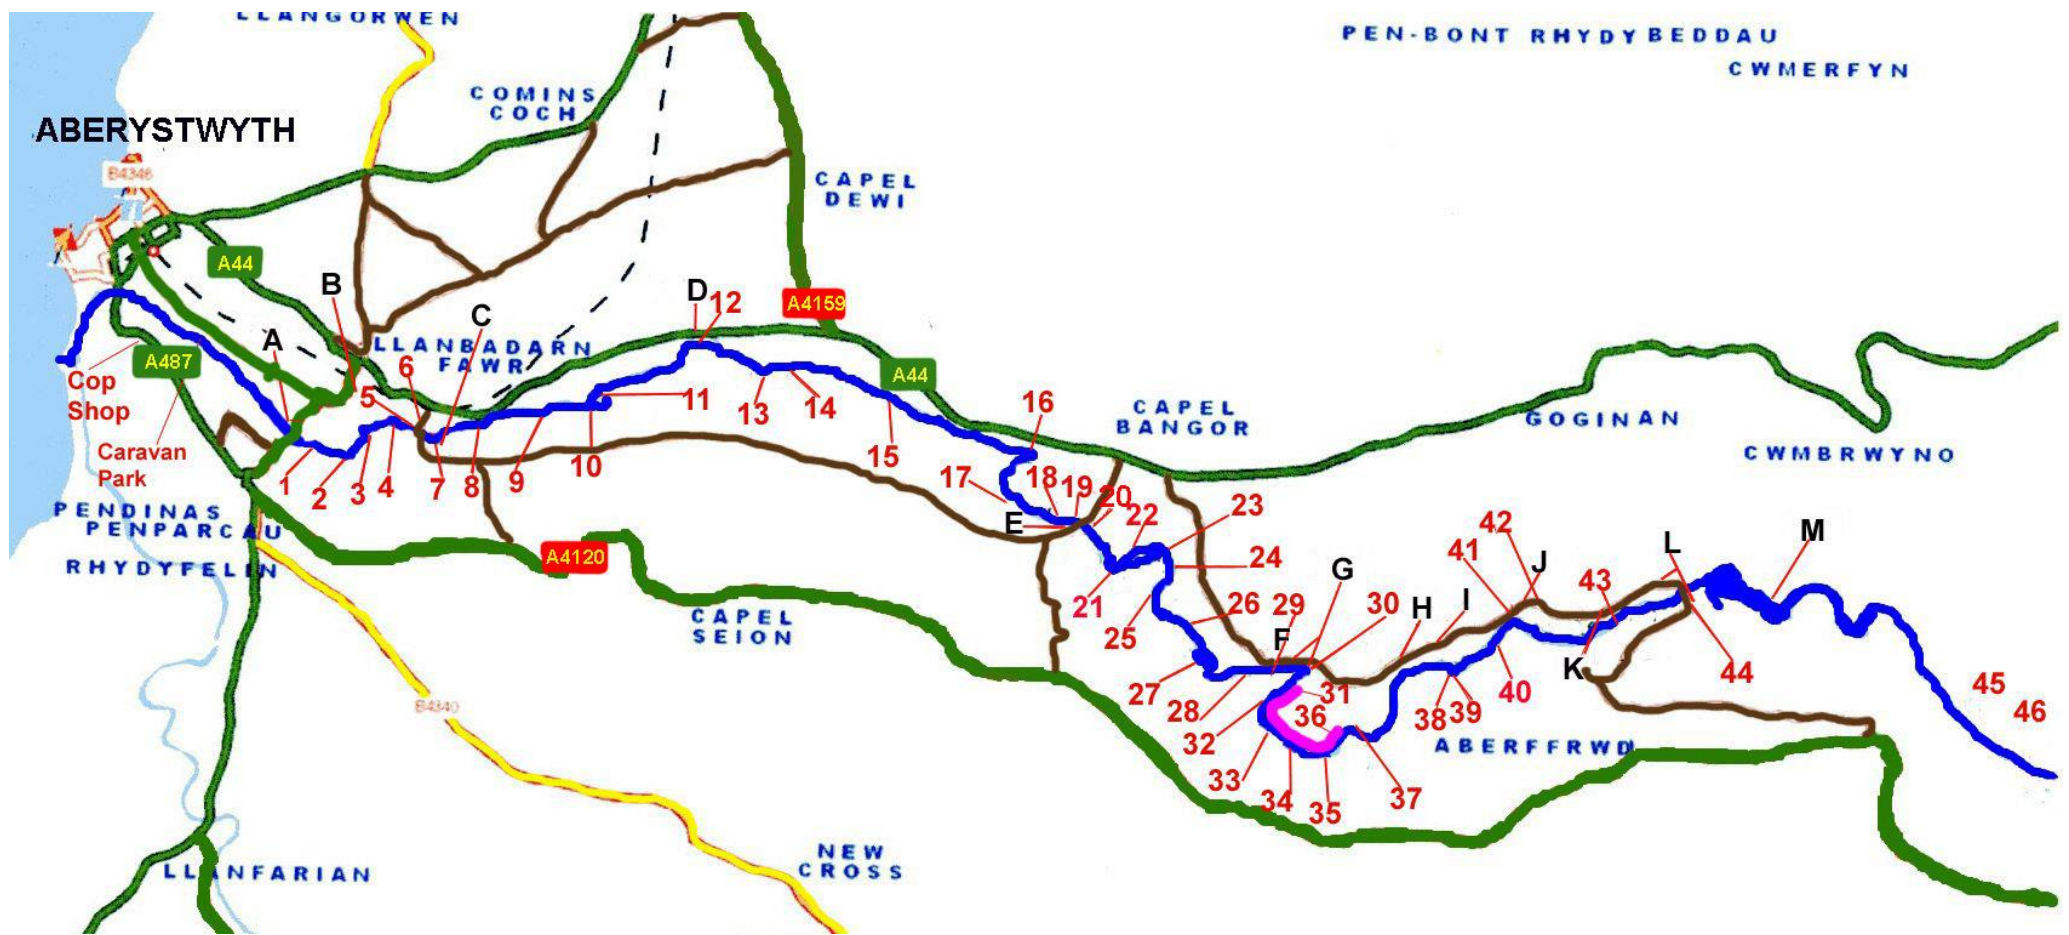 LLANGORWEN
PEN-BONT RHYDYBEDDAU
CWMERFYN
COMINS
COCH
ABERYSTWYTH
B4346
CAPEL
DEWI
A44
B
A
C
D
12
A4159
A487
Cop
Shop
LLANBADARN
FAWR
6
5
A44
11
13
14
16
CAPEL
BANGOR
GOGINAN
CWMBRWYNO
Caravan
Park
1
2
3
4
7
8
9
10
15
17
18
19
20
22
23
E
PENDINAS
PENPARCAU
RHYDYFELIN
A4120
21
24
25
26
29
F
G
30
H
I
41
42
J
43
L
M
CAPEL
SEION
27
28
31
36
32
33
34
35
37
38
39
40
K
44
45
46
ABERFFRWD
B4340
LLANFARIAN
NEW
CROSS